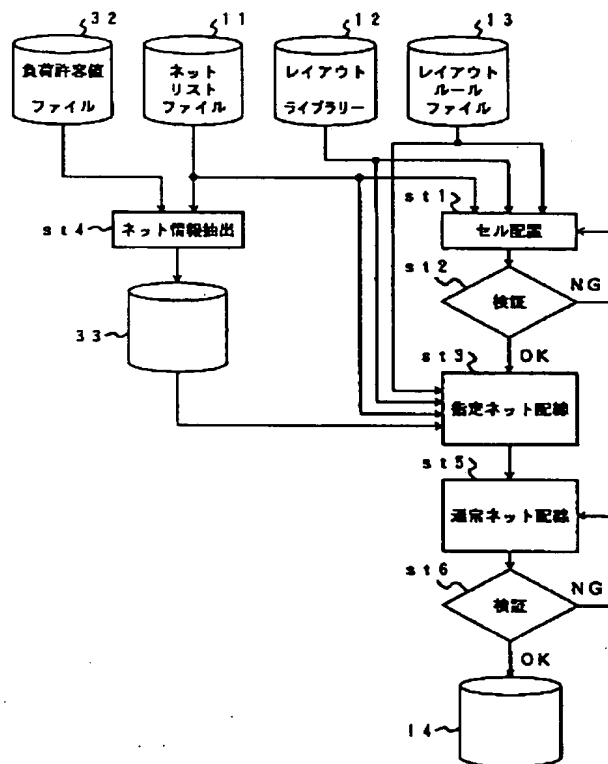 32
11
12
13
負荷許容値
ファイル
ネット
リスト
ファイル
レイアウト
ライブラリー
レイアウト
ルール
ファイル
st1
st4
ネット情報抽出
セル配置
st2
NG
検証
33
OK
st3
指定ネット配線
st5
通常ネット配線
st6
NG
検証
OK
14